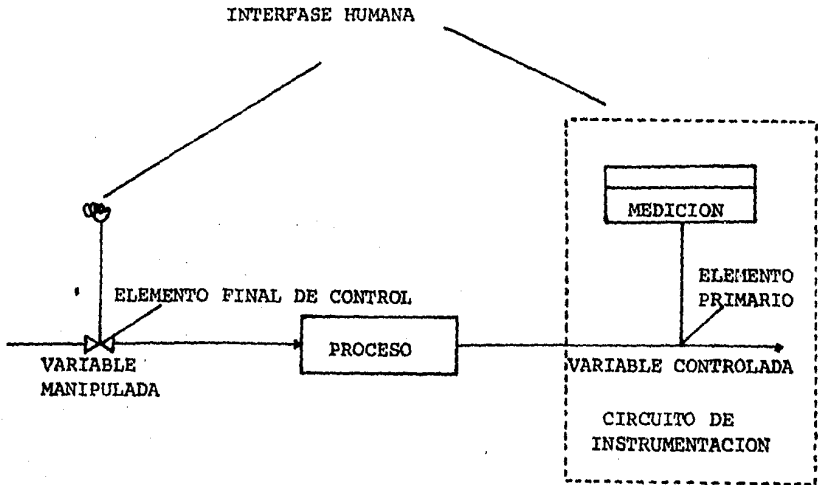 INTERFASE HUMANA
MEDICION
ELEMENTO
PRIMARIO
ELEMENTO FINAL DE CONTROL
PROCESO
VARIABLE
MANIPULADA
VARIABLE CONTROLADA
CIRCUITO DE
INSTRUMENTACION